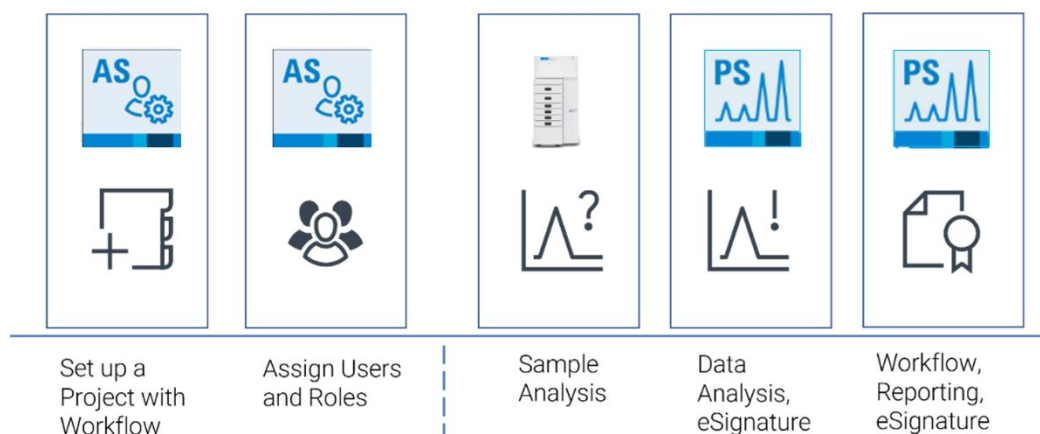 AS
AS
PS
PS
?
!
Set up a
Project with
Workflow
Assign Users
and Roles
Sample
Analysis
Data
Analysis,
eSignature
Workflow,
Reporting,
eSignature